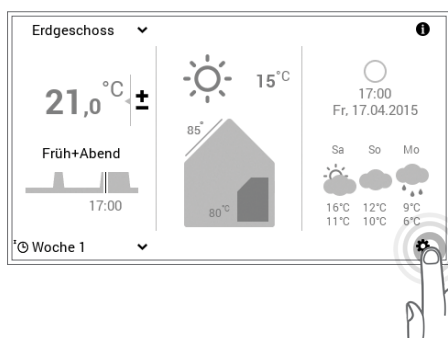 Erdgeschoss
i
21,0°C ±
Früh+Abend
17:00
Woche 1
15°C
85°
80°C
17:00
Fr, 17.04.2015
Sa So Mo
16°C 12°C 9°C
11°C 10°C 6°C